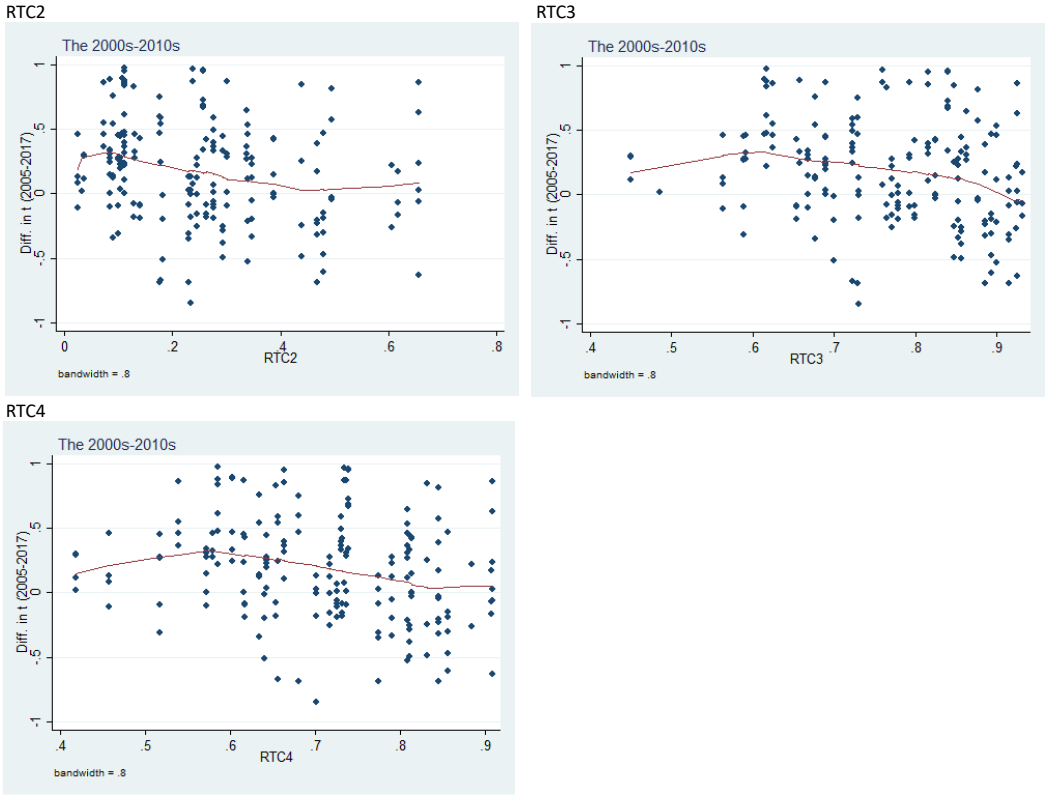 RTC2
The 2000s-2010s
Diff. in t (2005-2017)
1
.5
0
-.5
-1
0 .2 .4 .6 .8
RTC2
bandwidth = .8
RTC3
The 2000s-2010s
Diff. in t (2005-2017)
1
.5
0
-.5
-1
.4 .5 .6 .7 .8 .9
RTC3
bandwidth = .8
RTC4
The 2000s-2010s
Diff. in t (2005-2017)
1
.5
0
-.5
-1
.4 .5 .6 .7 .8 .9
RTC4
bandwidth = .8